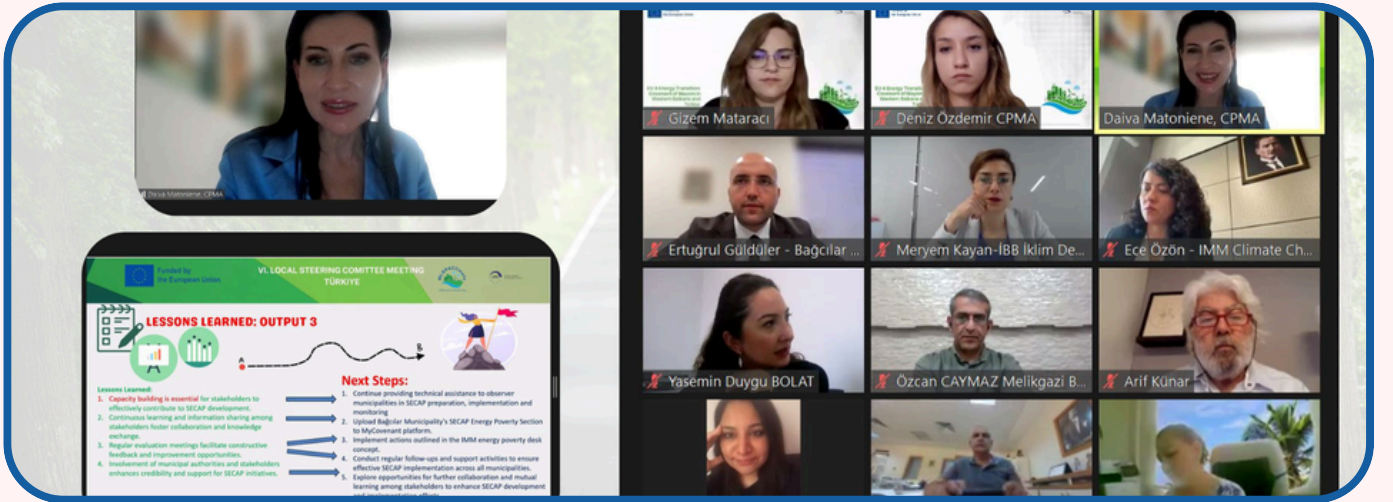 Daiva Matoniene, CPMA
Funded by
the European Union
VI. LOCAL STEERING COMITTEE MEETING
TÜRKIYE
LESSONS LEARNED: OUTPUT 3
A
B
Lessons Learned:
1. Capacity building is essential for stakeholders to
effectively contribute to SECAP development.
2. Continuous learning and information sharing among
stakeholders foster collaboration and knowledge
exchange.
3. Regular evaluation meetings facilitate constructive
feedback and improvement opportunities.
4. Involvement of municipal authorities and stakeholders
enhances credibility and support for SECAP initiatives.
Next Steps:
1. Continue providing technical assistance to observer
municipalities in SECAP preparation, implementation and
monitoring
2. Upload Bağcılar Municipality's SECAP Energy Poverty Section
to MyCovenant platform.
3. Implement actions outlined in the IMM energy poverty desk
concept.
4. Conduct regular follow-ups and support activities to ensure
effective SECAP implementation across all municipalities.
5. Explore opportunities for further collaboration and mutual
learning among stakeholders to enhance SECAP development
and implementation efforts
Gizem Mataracı
Deniz Özdemir CPMA
Daiva Matoniene, CPMA
Ertuğrul Güldüler - Bağcılar ...
Meryem Kayan-İBB İklim De...
Ece Özön - IMM Climate Ch...
Yasemin Duygu BOLAT
Özcan CAYMAZ Melikgazi B...
Arif Künar